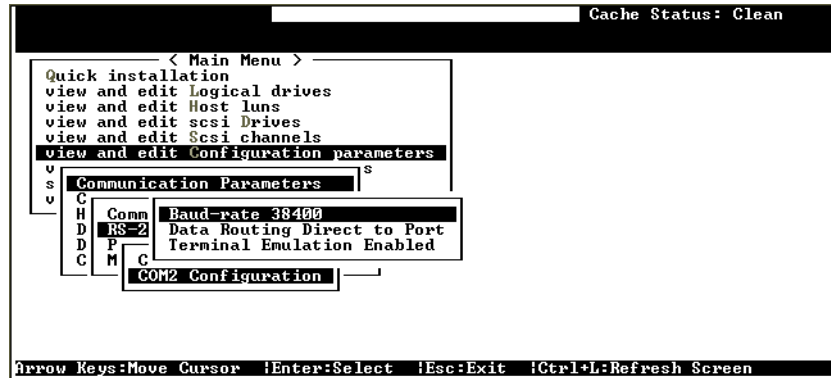 Cache Status: Clean
< Main Menu >
Quick installation
view and edit Logical drives
view and edit Host luns
view and edit scsi Drives
view and edit Scsi channels
view and edit Configuration parameters
v s
s Communication Parameters
v C
H Comm Baud-rate 38400
D RS-2 Data Routing Direct to Port
D P Terminal Emulation Enabled
C M C
COM2 Configuration
Arrow Keys:Move Cursor |Enter:Select |Esc:Exit |Ctrl+L:Refresh Screen